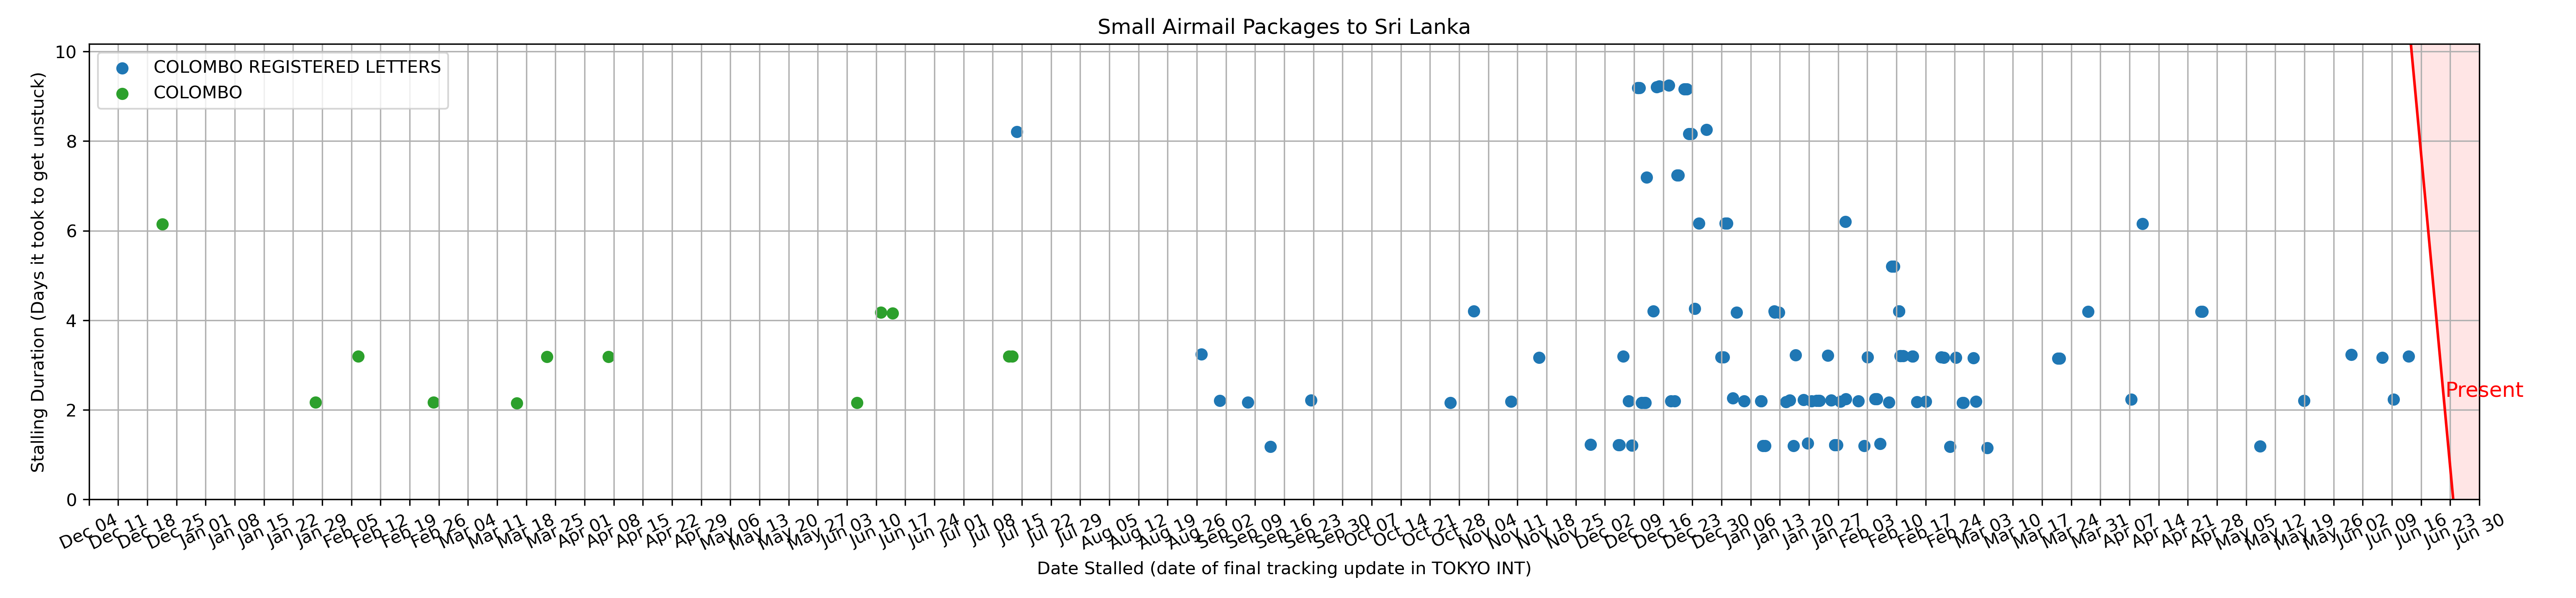 Small Airmail Packages to Sri Lanka
COLOMBO REGISTERED LETTERS
COLOMBO
Stalling Duration (Days it took to get unstuck)
10
8
6
4
2
0
Present
Dec 04
Dec 11
Dec 18
Dec 25
Jan 01
Jan 08
Jan 15
Jan 22
Jan 29
Feb 05
Feb 12
Feb 19
Feb 26
Mar 04
Mar 11
Mar 18
Mar 25
Apr 01
Apr 08
Apr 15
Apr 22
Apr 29
May 06
May 13
May 20
May 27
Jun 03
Jun 10
Jun 17
Jun 24
Jul 01
Jul 08
Jul 15
Jul 22
Jul 29
Aug 05
Aug 12
Aug 19
Aug 26
Sep 02
Sep 09
Sep 16
Sep 23
Sep 30
Oct 07
Oct 14
Oct 21
Oct 28
Nov 04
Nov 11
Nov 18
Nov 25
Dec 02
Dec 09
Dec 16
Dec 23
Dec 30
Jan 06
Jan 13
Jan 20
Jan 27
Feb 03
Feb 10
Feb 17
Feb 24
Mar 03
Mar 10
Mar 17
Mar 24
Mar 31
Apr 07
Apr 14
Apr 21
Apr 28
May 05
May 12
May 19
May 26
Jun 02
Jun 09
Jun 16
Jun 23
Jun 30
Date Stalled (date of final tracking update in TOKYO INT)